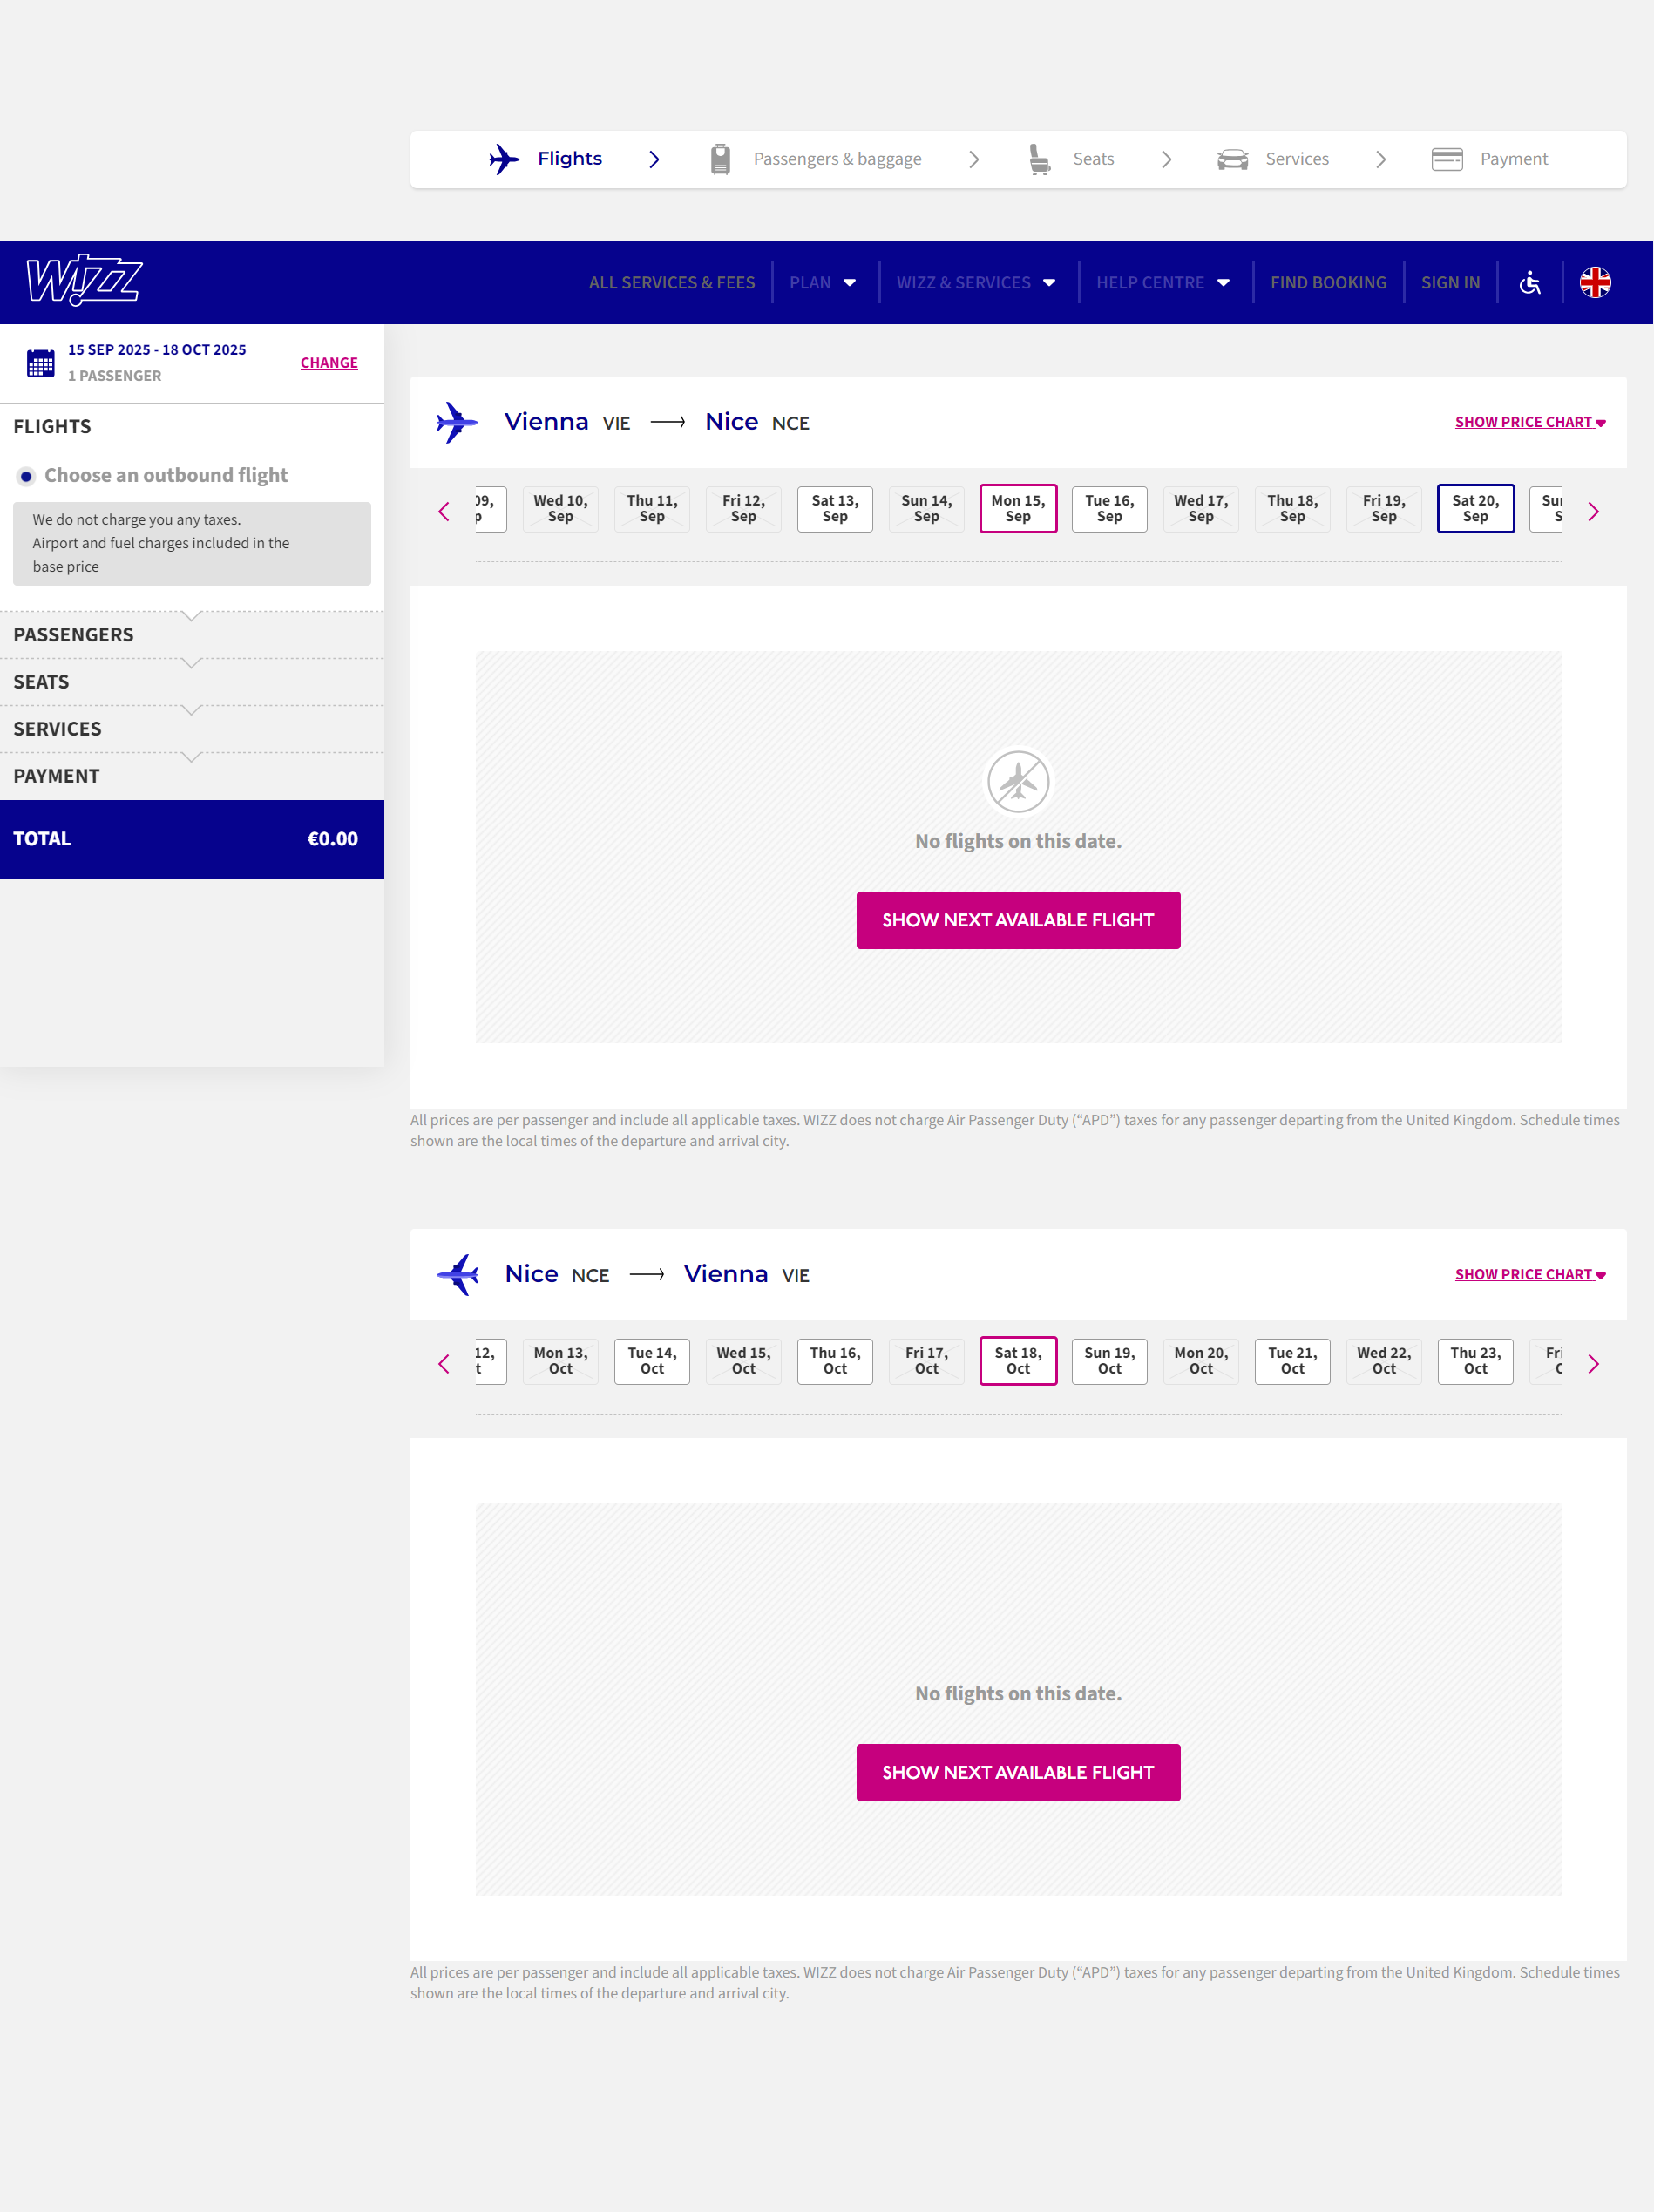 Flights
Passengers & baggage
Seats
Services
Payment
WIZZ
ALL SERVICES & FEES
PLAN
WIZZ & SERVICES
HELP CENTRE
FIND BOOKING
SIGN IN
15 SEP 2025 - 18 OCT 2025
1 PASSENGER
CHANGE
FLIGHTS
Choose an outbound flight
We do not charge you any taxes.
Airport and fuel charges included in the
base price
PASSENGERS
SEATS
SERVICES
PAYMENT
TOTAL €0.00
Vienna VIE Nice NCE
SHOW PRICE CHART
09,
Wed 10,
Sep
Thu 11,
Sep
Fri 12,
Sep
Sat 13,
Sep
Sun 14,
Sep
Mon 15,
Sep
Tue 16,
Sep
Wed 17,
Sep
Thu 18,
Sep
Fri 19,
Sep
Sat 20,
Sep
No flights on this date.
SHOW NEXT AVAILABLE FLIGHT
All prices are per passenger and include all applicable taxes. WIZZ does not charge Air Passenger Duty (“APD”) taxes for any passenger departing from the United Kingdom. Schedule times
shown are the local times of the departure and arrival city.
Nice NCE Vienna VIE
SHOW PRICE CHART
12,
Mon 13,
Oct
Tue 14,
Oct
Wed 15,
Oct
Thu 16,
Oct
Fri 17,
Oct
Sat 18,
Oct
Sun 19,
Oct
Mon 20,
Oct
Tue 21,
Oct
Wed 22,
Oct
Thu 23,
Oct
No flights on this date.
SHOW NEXT AVAILABLE FLIGHT
All prices are per passenger and include all applicable taxes. WIZZ does not charge Air Passenger Duty (“APD”) taxes for any passenger departing from the United Kingdom. Schedule times
shown are the local times of the departure and arrival city.